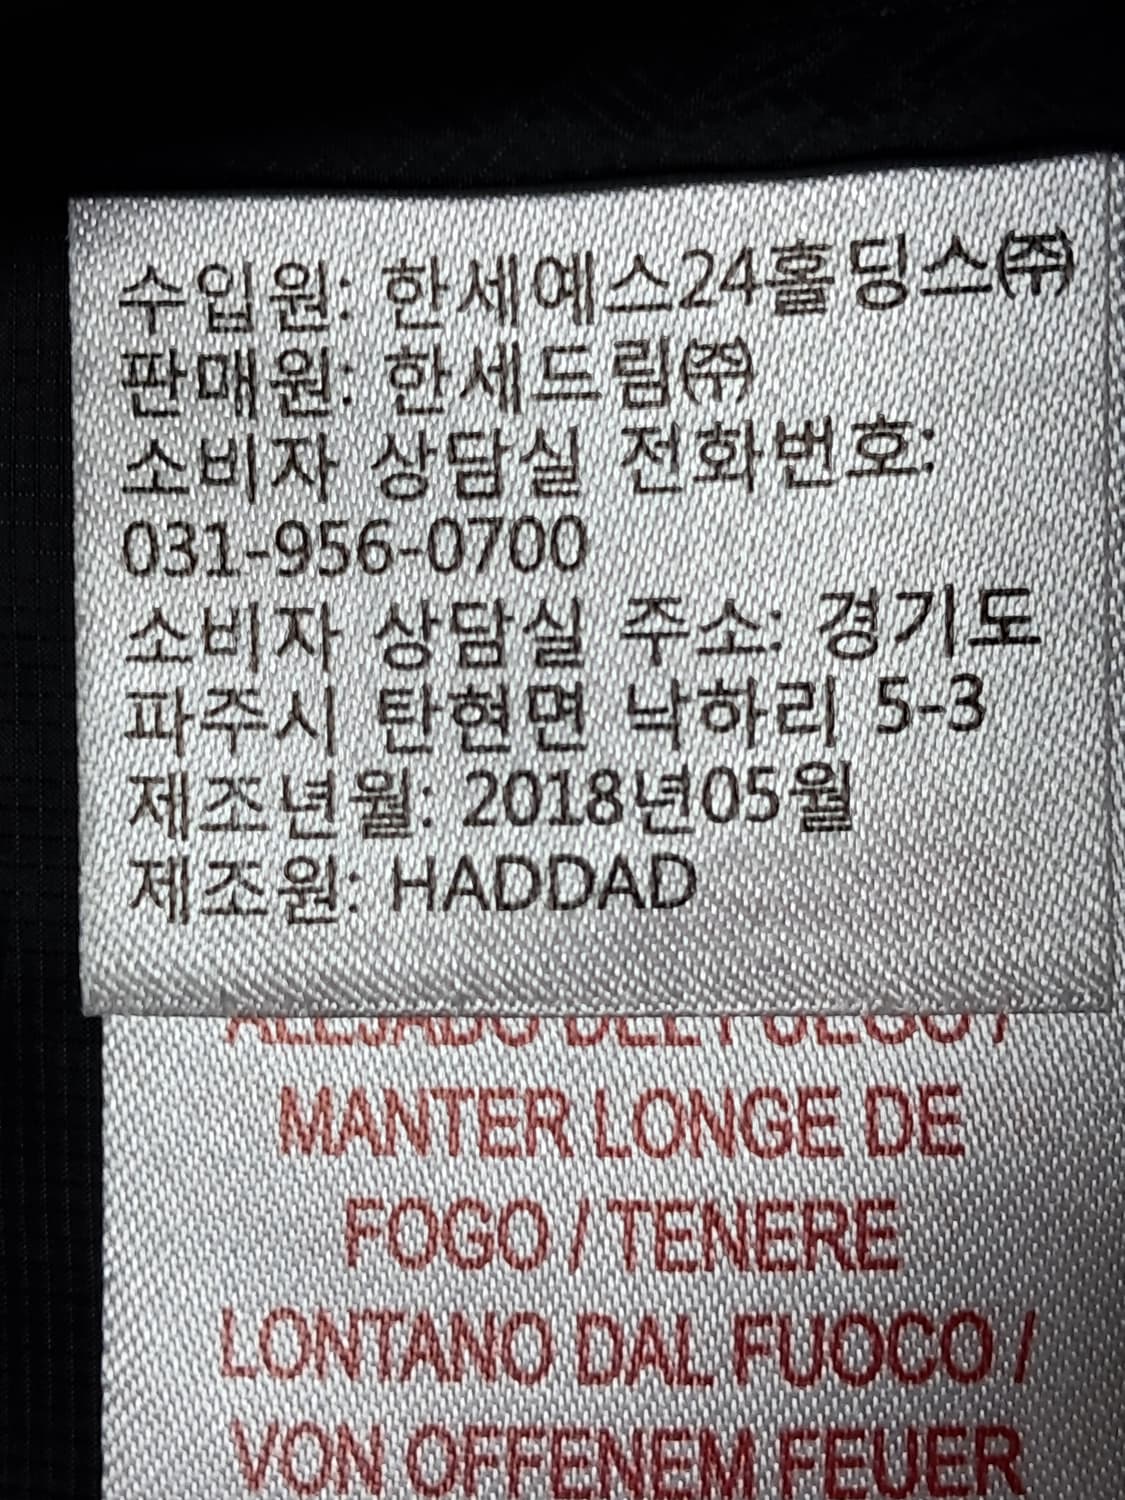 수입원: 한세예스24홀딩스㈜
판매원: 한세드림㈜
소비자 상담실 전화번호:
031-956-0700
소비자 상담실 주소: 경기도
파주시 탄현면 낙하리 5-3
제조년월: 2018년05월
제조원: HADDAD
ALEJADO DEL FUEGO /
MANTER LONGE DE
FOGO / TENERE
LONTANO DAL FUOCO /
VON OFFENEM FEUER